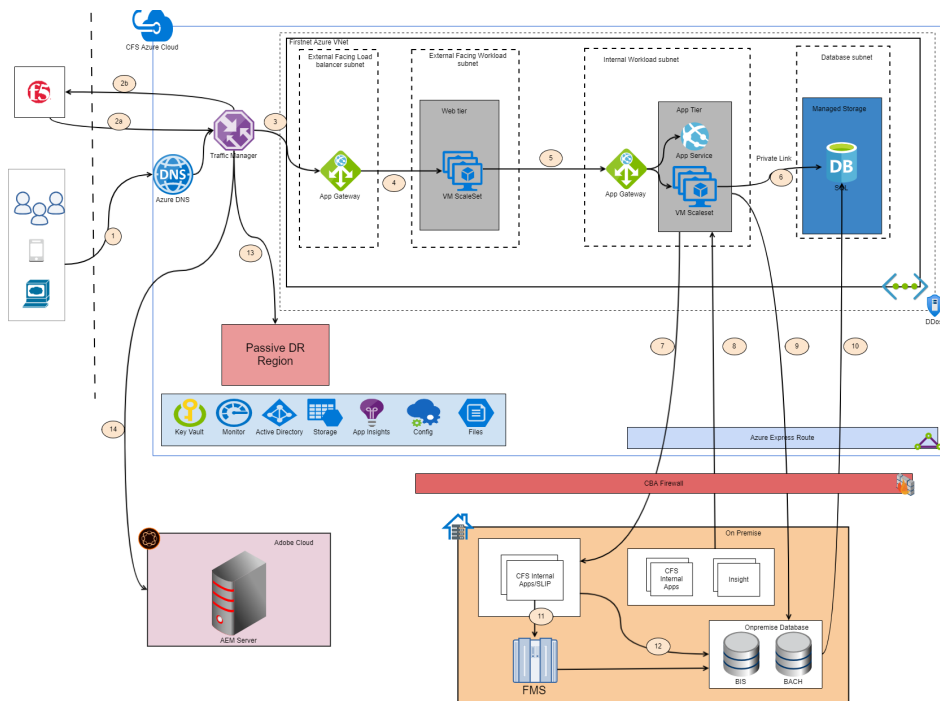 CFS Azure Cloud
Firstnet Azure VNet
External Facing Load
balancer subnet
External Facing Workload
subnet
Internal Workload subnet
Database subnet
f5
2b
2a
Traffic Manager
3
Web tier
App Tier
Managed Storage
App Service
DNS
Azure DNS
App Gateway
4
VM ScaleSet
5
App Gateway
VM Scaleset
Private Link
6
DB
SQL
1
13
DDos
Passive DR
Region
7
8
9
10
Key Vault
Monitor
Active Directory
Storage
App Insights
Config
Files
14
Azure Express Route
CBA Firewall
On Premise
Adobe Cloud
AEM Server
CFS Internal
Apps/SLIP
CFS
Internal
Apps
Insight
11
12
FMS
Onpremise Database
BIS
BACH